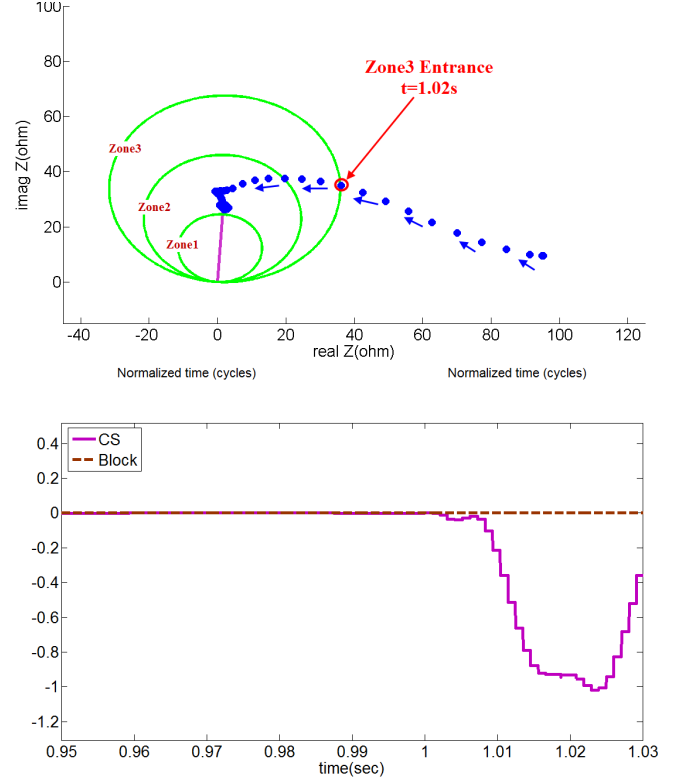 100
80
60
40
20
0
imag Z(ohm)
Zone3 Entrance
t=1.02s
Zone3
Zone2
Zone1
-40 -20 0 20 40 60 80 100 120
real Z(ohm)
Normalized time (cycles) Normalized time (cycles)
CS
Block
0.4
0.2
0
-0.2
-0.4
-0.6
-0.8
-1
-1.2
0.95 0.96 0.97 0.98 0.99 1 1.01 1.02 1.03
time(sec)